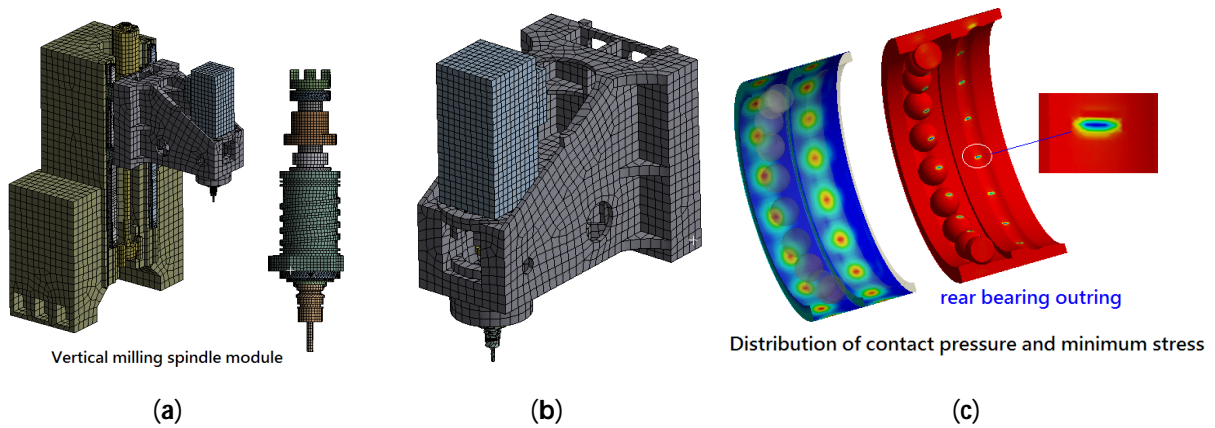 Vertical milling spindle module
rear bearing outring
Distribution of contact pressure and minimum stress
(a)
(b)
(c)